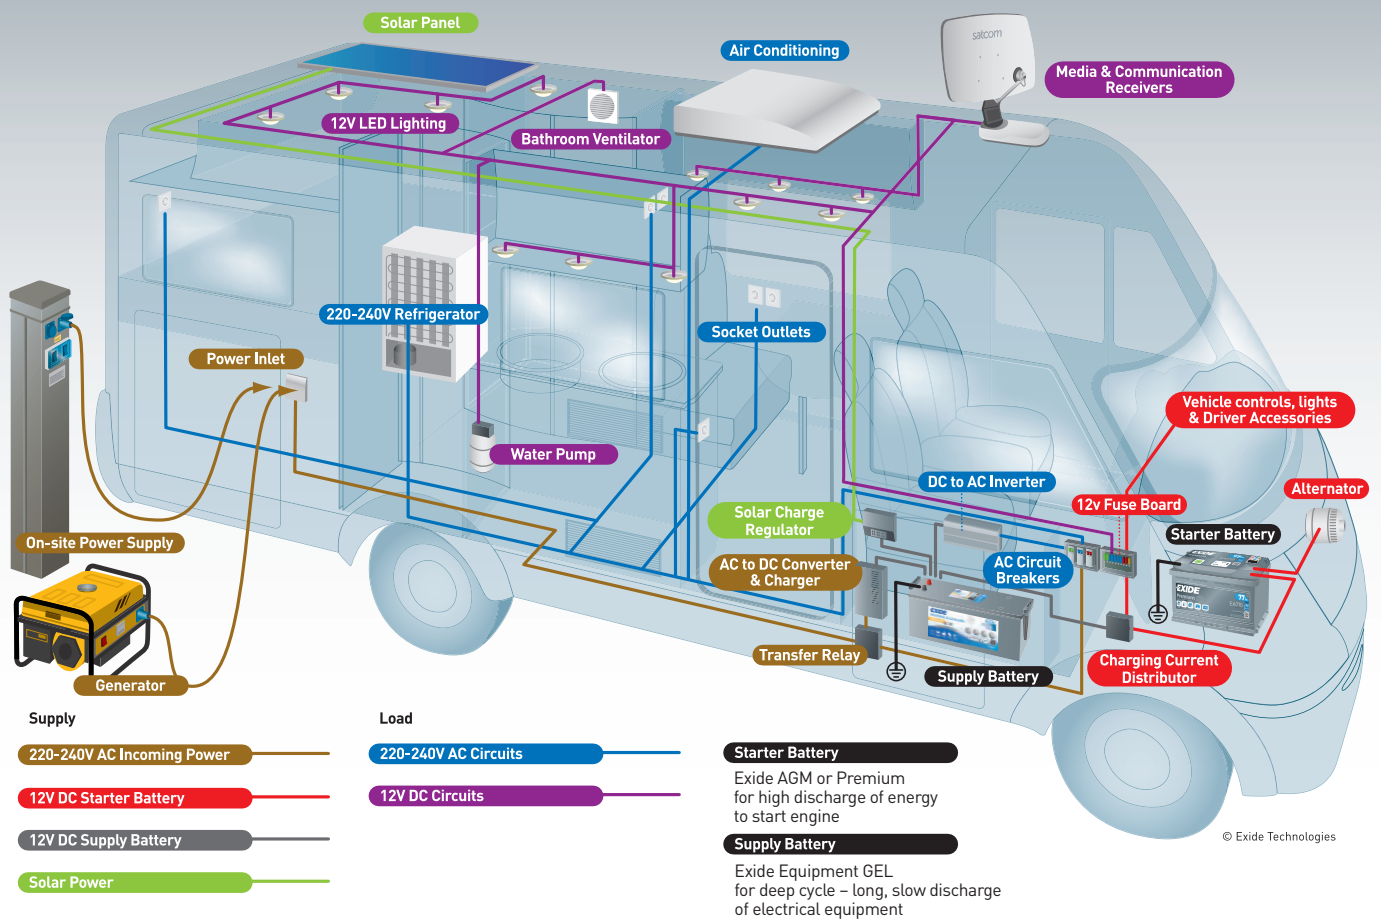 Solar Panel
Air Conditioning
satcom
Media & Communication
Receivers
12V LED Lighting
Bathroom Ventilator
220-240V Refrigerator
Socket Outlets
Power Inlet
Vehicle controls, lights
& Driver Accessories
Water Pump
DC to AC Inverter
Alternator
12v Fuse Board
Solar Charge
Regulator
Starter Battery
On-site Power Supply
AC to DC Converter
& Charger
AC Circuit
Breakers
EXIDE
Premium
Transfer Relay
Charging Current
Distributor
Supply Battery
Generator
Supply
Load
220-240V AC Incoming Power
220-240V AC Circuits
Starter Battery
Exide AGM or Premium
for high discharge of energy
to start engine
12V DC Starter Battery
12V DC Circuits
12V DC Supply Battery
Supply Battery
Exide Equipment GEL
for deep cycle – long, slow discharge
of electrical equipment
Solar Power
© Exide Technologies